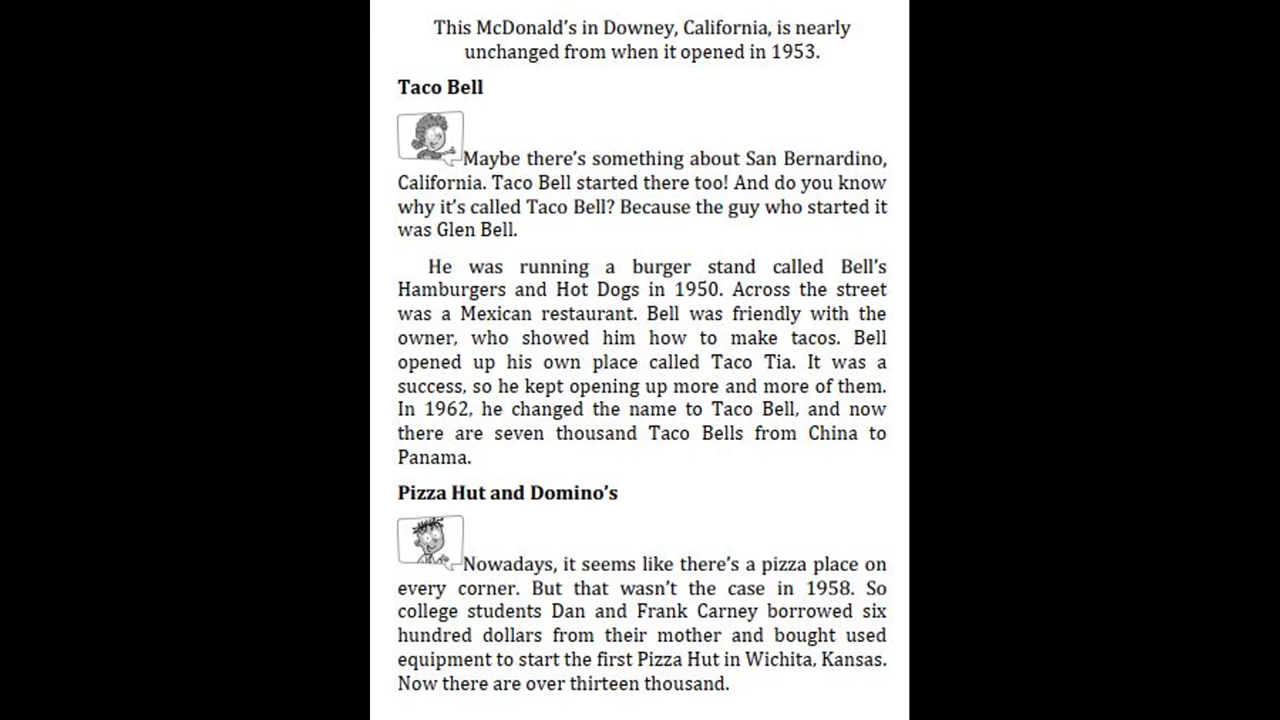 This McDonald’s in Downey, California, is nearly
unchanged from when it opened in 1953.
Taco Bell
Maybe there’s something about San Bernardino,
California. Taco Bell started there too! And do you know
why it’s called Taco Bell? Because the guy who started it
was Glen Bell.
He was running a burger stand called Bell’s
Hamburgers and Hot Dogs in 1950. Across the street
was a Mexican restaurant. Bell was friendly with the
owner, who showed him how to make tacos. Bell
opened up his own place called Taco Tia. It was a
success, so he kept opening up more and more of them.
In 1962, he changed the name to Taco Bell, and now
there are seven thousand Taco Bells from China to
Panama.
Pizza Hut and Domino’s
Nowadays, it seems like there’s a pizza place on
every corner. But that wasn’t the case in 1958. So
college students Dan and Frank Carney borrowed six
hundred dollars from their mother and bought used
equipment to start the first Pizza Hut in Wichita, Kansas.
Now there are over thirteen thousand.